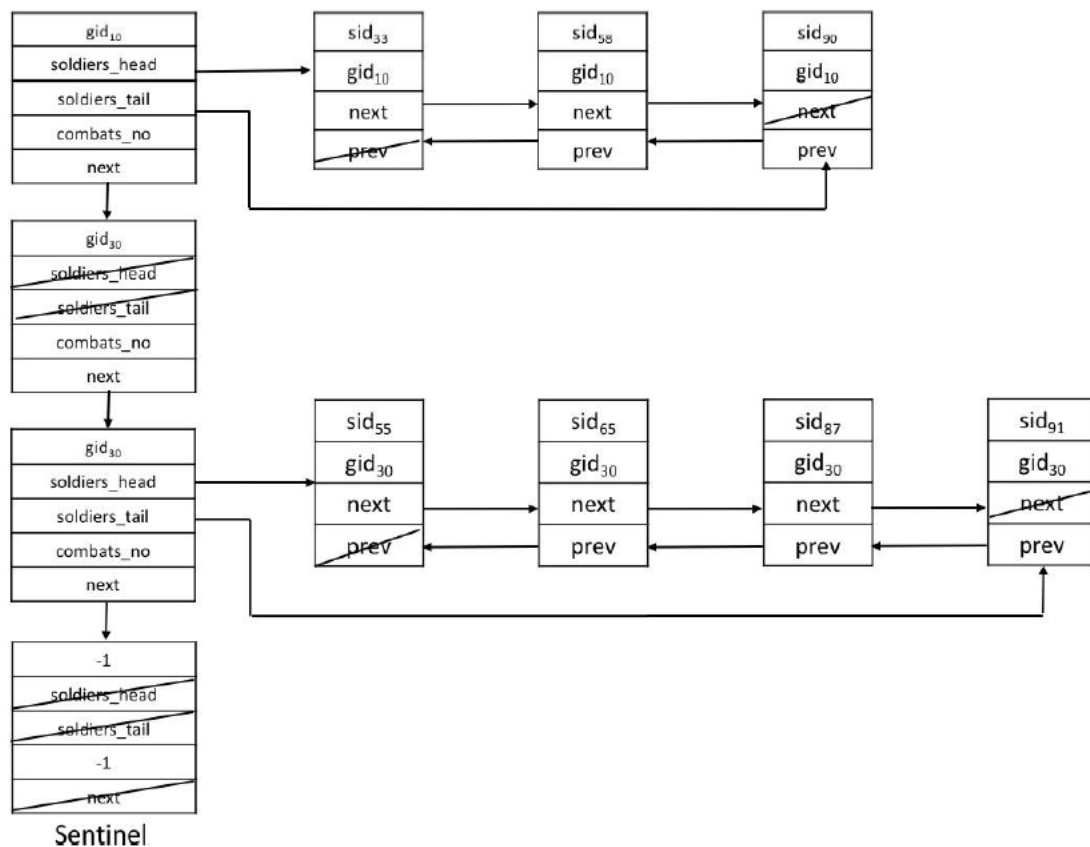 gid₁₀
soldiers_head
soldiers_tail
combats_no
next
sid₃₃
gid₁₀
next
prev
sid₅₈
gid₁₀
next
prev
sid₉₀
gid₁₀
next
prev
gid₃₀
soldiers_head
soldiers_tail
combats_no
next
gid₃₀
soldiers_head
soldiers_tail
combats_no
next
sid₅₅
gid₃₀
next
prev
sid₆₅
gid₃₀
next
prev
sid₈₇
gid₃₀
next
prev
sid₉₁
gid₃₀
next
prev
-1
soldiers_head
soldiers_tail
-1
next
Sentinel